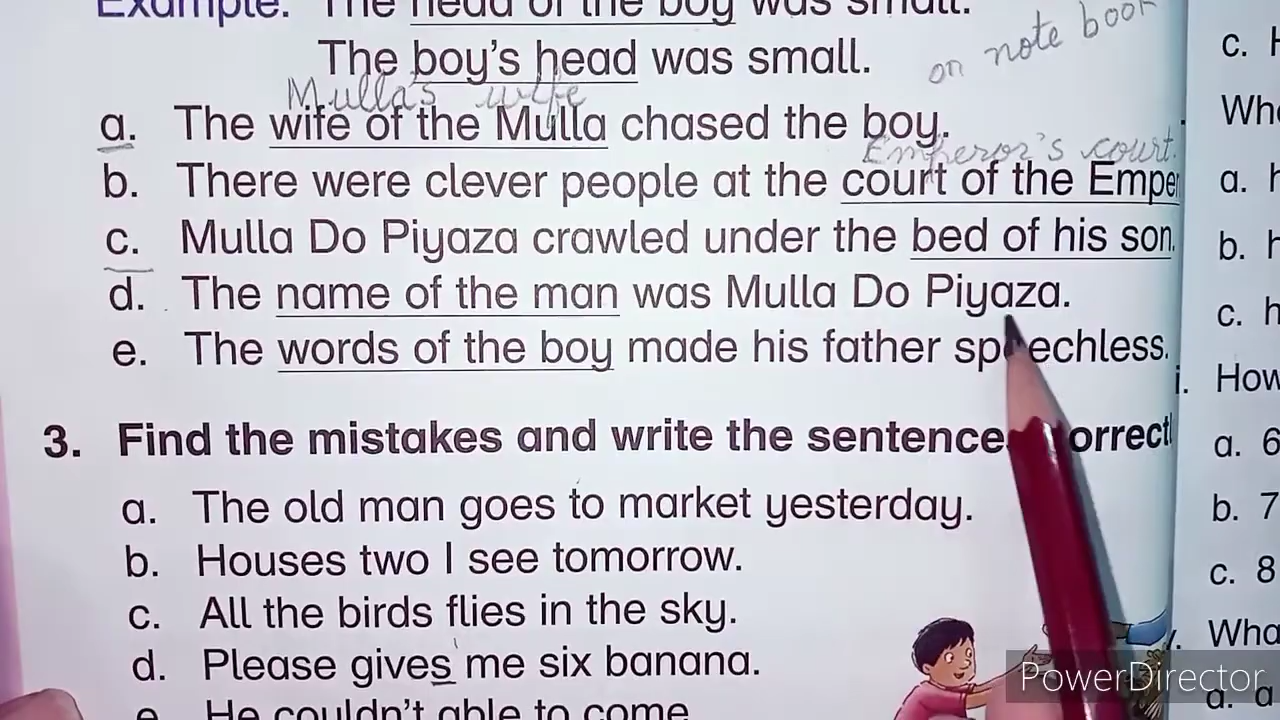 Example: The head of the boy was small.
on note book
The boy's head was small.
Mulla's wife
a. The wife of the Mulla chased the boy.
Emperor's court.
b. There were clever people at the court of the Empe
c. Mulla Do Piyaza crawled under the bed of his son.
d. The name of the man was Mulla Do Piyaza.
e. The words of the boy made his father speechless.
3. Find the mistakes and write the sentence orrect
a. The old man goes to market yesterday.
b. Houses two I see tomorrow.
c. All the birds flies in the sky.
d. Please gives me six banana.
e. He couldn't able to come
c.
Wh
a. h
b. h
c. h
i. How
a. 6
b. 7
c. 8
Wha
a. a
PowerDirector